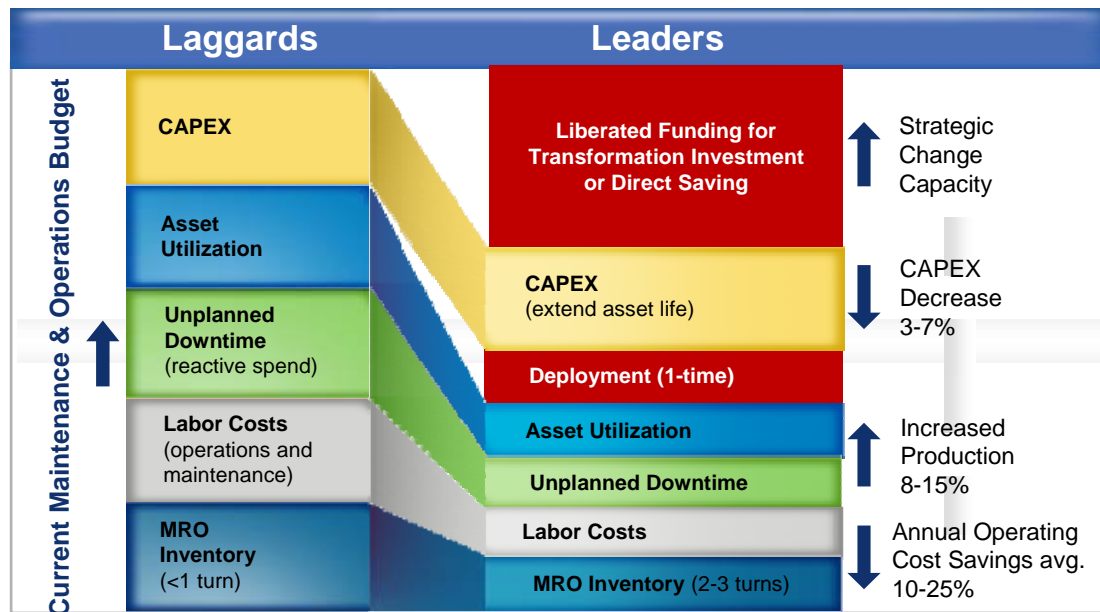 Laggards
Leaders
Current Maintenance & Operations Budget
CAPEX
Asset
Utilization
Unplanned
Downtime
(reactive spend)
Labor Costs
(operations and
maintenance)
MRO
Inventory
(<1 turn)
Liberated Funding for
Transformation Investment
or Direct Saving
CAPEX
(extend asset life)
Deployment (1-time)
Asset Utilization
Unplanned Downtime
Labor Costs
MRO Inventory (2-3 turns)
Strategic
Change
Capacity
CAPEX
Decrease
3-7%
Increased
Production
8-15%
Annual Operating
Cost Savings avg.
10-25%